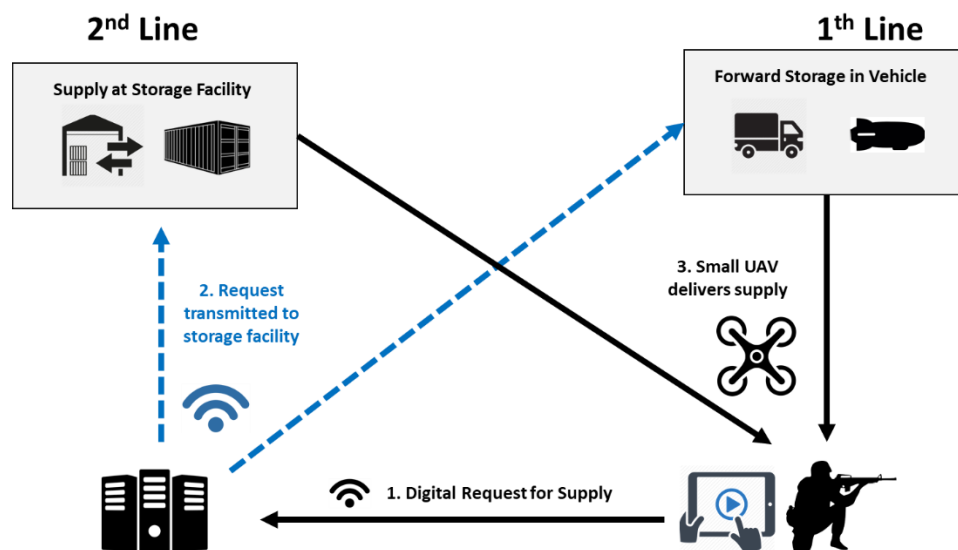 2nd Line
1th Line
Supply at Storage Facility
Forward Storage in Vehicle
3. Small UAV
delivers supply
2. Request
transmitted to
storage facility
1. Digital Request for Supply